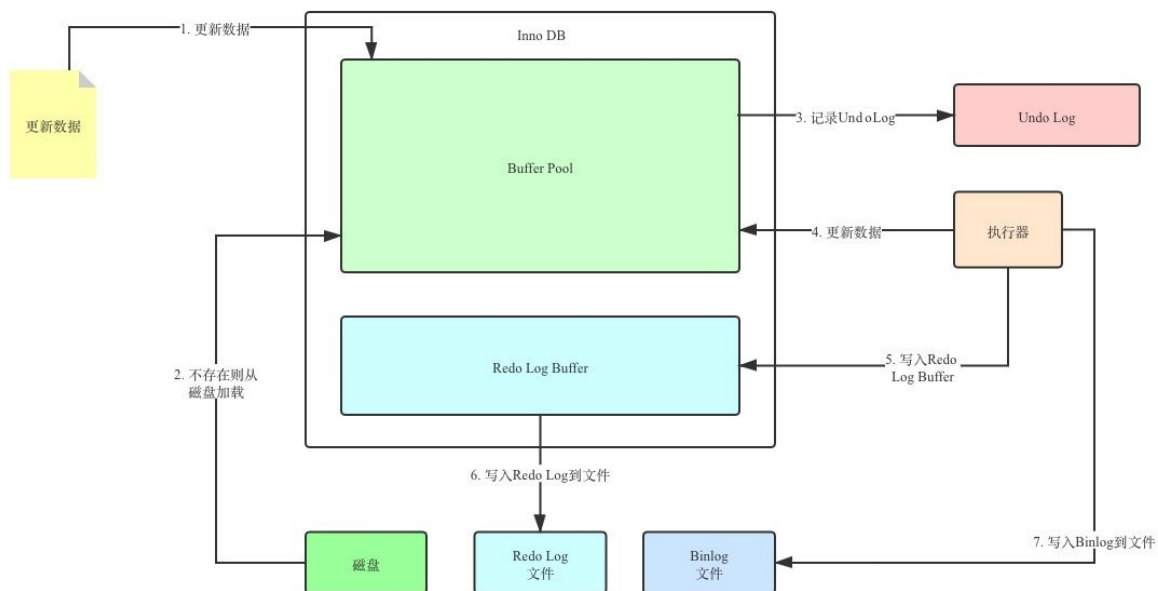 1. 更新数据
Inno DB
更新数据
Buffer Pool
3. 记录UndoLog
Undo Log
4. 更新数据
执行器
2. 不存在则从
磁盘加载
Redo Log Buffer
5. 写入Redo
Log Buffer
6. 写入Redo Log到文件
7. 写入Binlog到文件
磁盘
Redo Log
文件
Binlog
文件